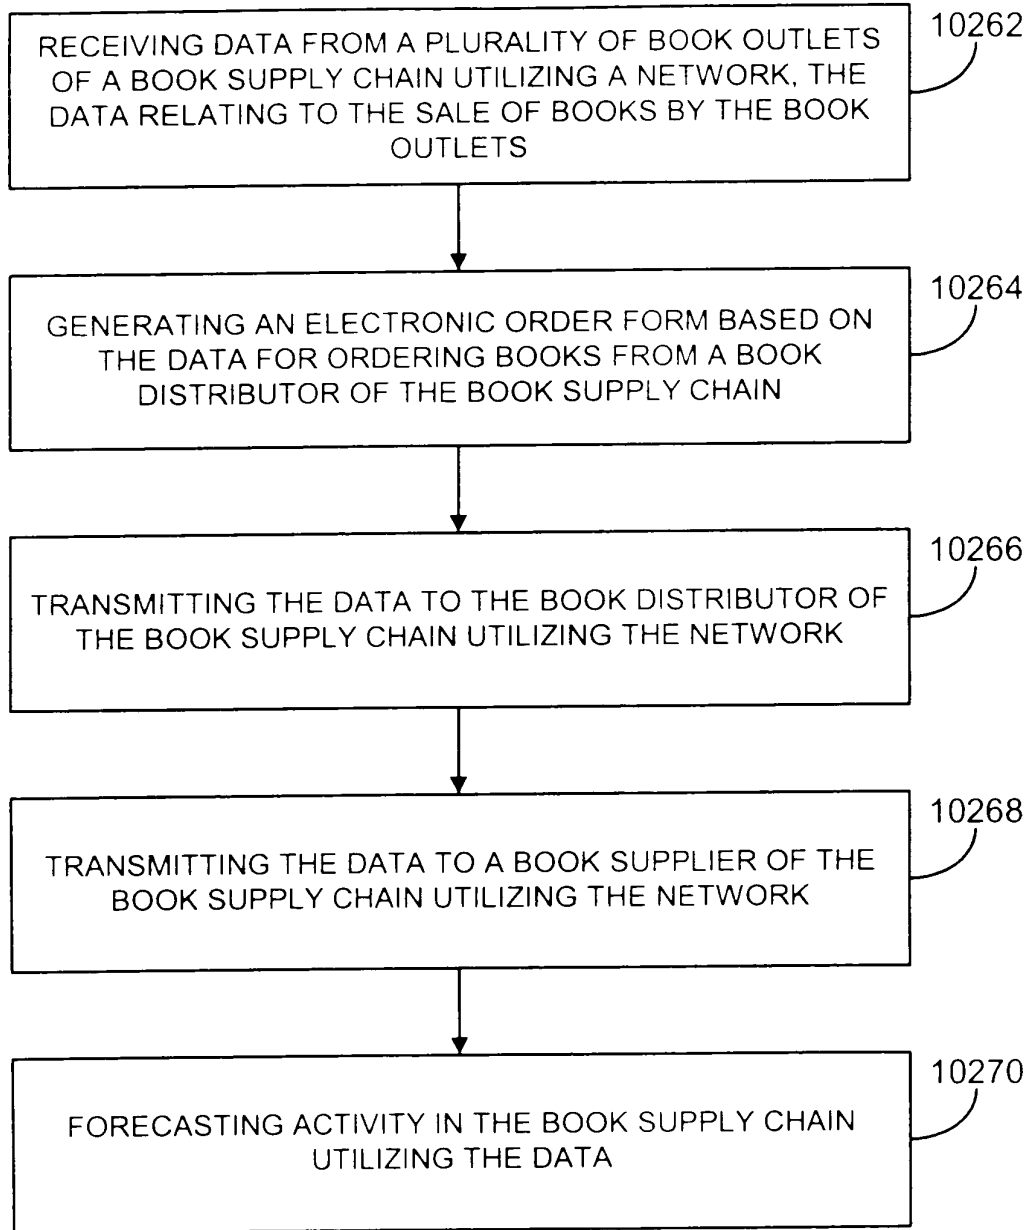 RECEIVING DATA FROM A PLURALITY OF BOOK OUTLETS
OF A BOOK SUPPLY CHAIN UTILIZING A NETWORK, THE
DATA RELATING TO THE SALE OF BOOKS BY THE BOOK
OUTLETS
10262
GENERATING AN ELECTRONIC ORDER FORM BASED ON
THE DATA FOR ORDERING BOOKS FROM A BOOK
DISTRIBUTOR OF THE BOOK SUPPLY CHAIN
10264
TRANSMITTING THE DATA TO THE BOOK DISTRIBUTOR OF
THE BOOK SUPPLY CHAIN UTILIZING THE NETWORK
10266
TRANSMITTING THE DATA TO A BOOK SUPPLIER OF THE
BOOK SUPPLY CHAIN UTILIZING THE NETWORK
10268
FORECASTING ACTIVITY IN THE BOOK SUPPLY CHAIN
UTILIZING THE DATA
10270